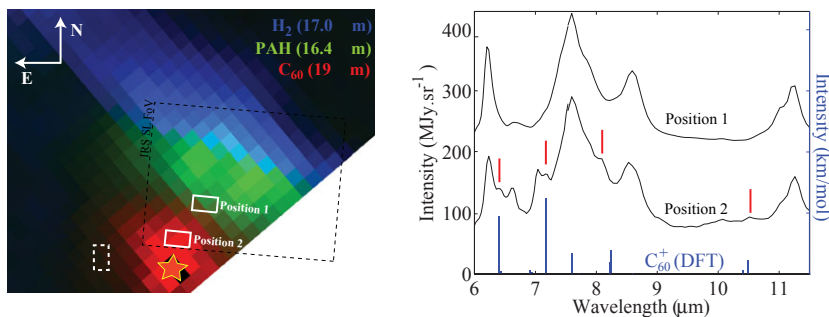 H₂ (17.0 m)
PAH (16.4 m)
C₆₀ (19 m)
N
E
IRS SL FoV
Position 1
Position 2
Intensity (MJy.sr⁻¹)
400
300
200
100
0
Position 1
Position 2
C₆₀⁺ (DFT)
6 7 8 9 10 11
Wavelength (μm)
Intensity (km/mol)